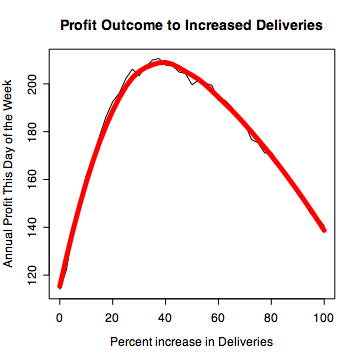 Profit Outcome to Increased Deliveries
Annual Profit This Day of the Week
200
180
160
140
120
0 20 40 60 80 100
Percent increase in Deliveries